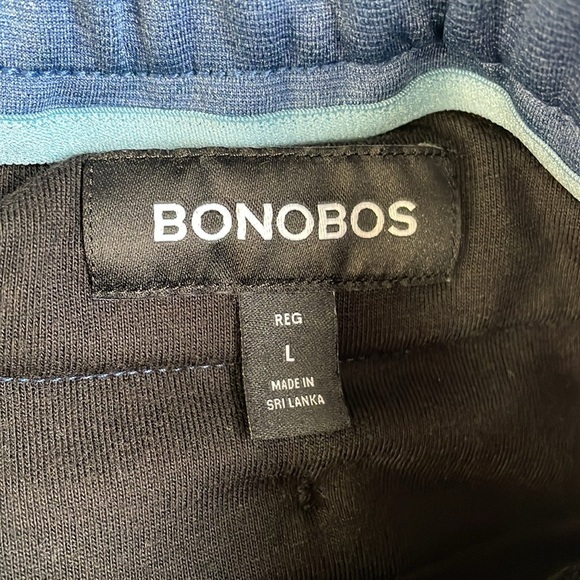 BONOBOS
REG
L
MADE IN
SRI LANKA